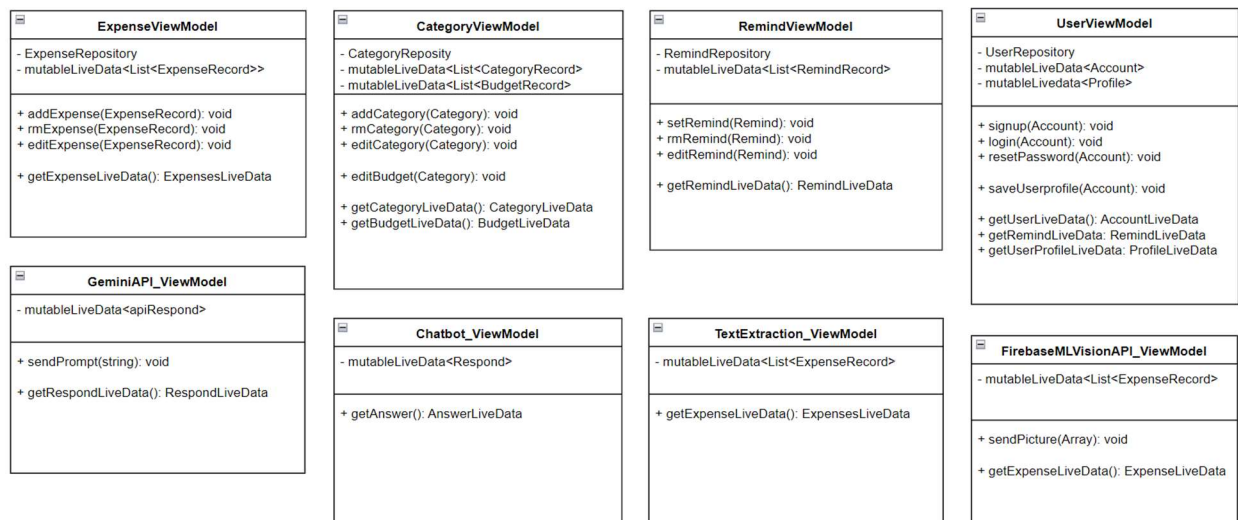 ExpenseViewModel
- ExpenseRepository
- mutableLiveData<List<ExpenseRecord>>
+ addExpense(ExpenseRecord): void
+ rmExpense(ExpenseRecord): void
+ editExpense(ExpenseRecord): void
+ getExpenseLiveData(): ExpensesLiveData
CategoryViewModel
- CategoryReposity
- mutableLiveData<List<CategoryRecord>
- mutableLiveData<List<BudgetRecord>
+ addCategory(Category): void
+ rmCategory(Category): void
+ editCategory(Category): void
+ editBudget(Category): void
+ getCategoryLiveData(): CategoryLiveData
+ getBudgetLiveData(): BudgetLiveData
RemindViewModel
- RemindRepository
- mutableLiveData<List<RemindRecord>
+ setRemind(Remind): void
+ rmRemind(Remind): void
+ editRemind(Remind): void
+ getRemindLiveData(): RemindLiveData
UserViewModel
- UserRepository
- mutableLiveData<Account>
- mutableLivedata<Profile>
+ signup(Account): void
+ login(Account): void
+ resetPassword(Account): void
+ saveUserprofile(Account): void
+ getUserLiveData(): AccountLiveData
+ getRemindLiveData: RemindLiveData
+ getUserProfileLiveData: ProfileLiveData
GeminiAPI_ViewModel
- mutableLiveData<apiRespond>
+ sendPrompt(string): void
+ getRespondLiveData(): RespondLiveData
Chatbot_ViewModel
- mutableLiveData<Respond>
+ getAnswer(): AnswerLiveData
TextExtraction_ViewModel
- mutableLiveData<List<ExpenseRecord>
+ getExpenseLiveData(): ExpensesLiveData
FirebaseMLVisionAPI_ViewModel
- mutableLiveData<List<ExpenseRecord>
+ sendPicture(Array): void
+ getExpenseLiveData(): ExpenseLiveData